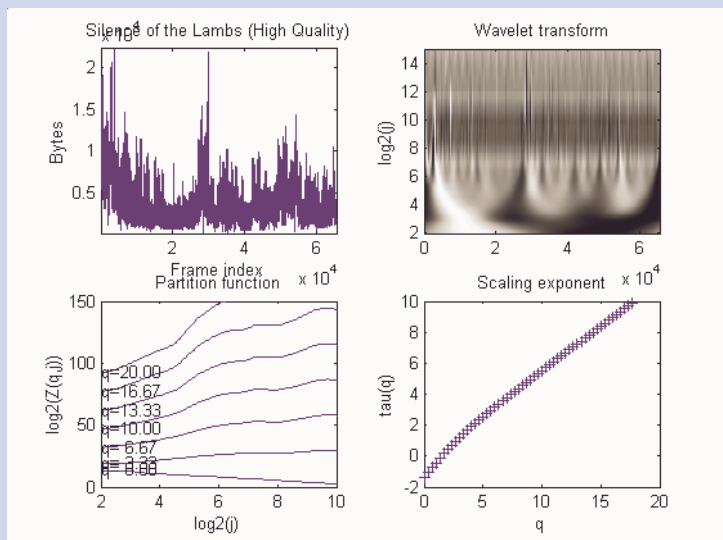 Silence of the Lambs (High Quality)
x 10^4
2
1.5
1
0.5
Bytes
2 4 6
Frame index
x 10^4
Wavelet transform
14
12
10
8
6
4
2
log2(j)
0 2 4 6
x 10^4
Partition function
150
100
50
0
log2(Z(q,j))
q=20.00
q=16.67
q=13.33
q=10.00
q=6.67
q=3.33
q=0.00
2 4 6 8 10
log2(j)
Scaling exponent
10
8
6
4
2
0
-2
tau(q)
0 5 10 15 20
q